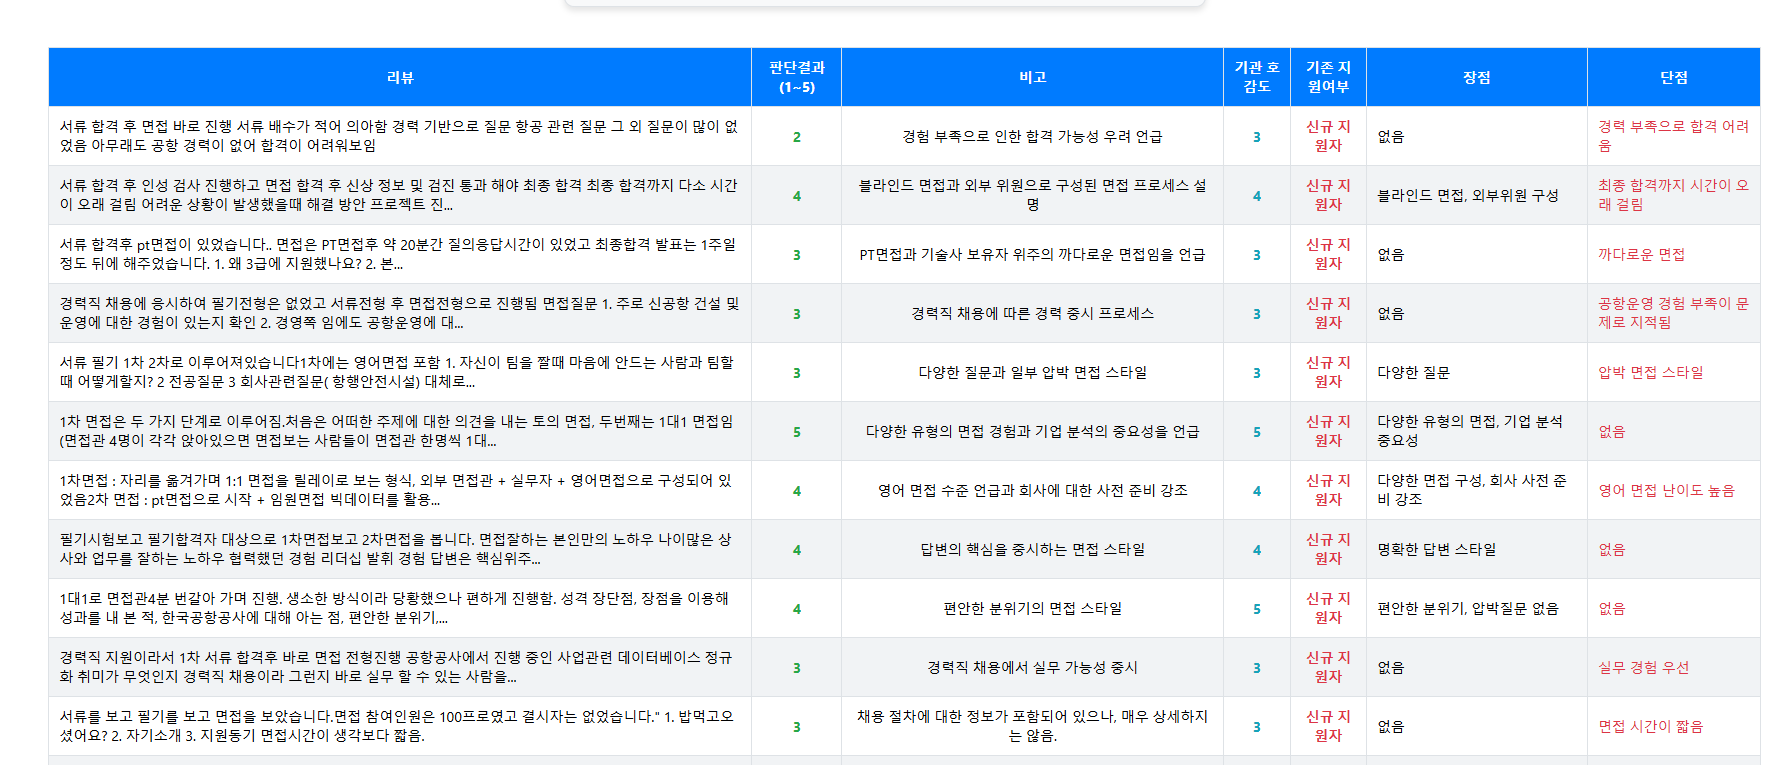 리뷰
판단결과
(1~5)
비고
기관 호
감도
기존 지
원여부
장점
단점
서류 합격 후 면접 바로 진행 서류 배수가 적어 의아함 경력 기반으로 질문 항공 관련 질문 그 외 질문이 많이 없
었음 아무래도 공항 경력이 없어 합격이 어려워보임
2
경험 부족으로 인한 합격 가능성 우려 언급
3
신규 지
원자
없음
경력 부족으로 합격 어려
움
서류 합격 후 인성 검사 진행하고 면접 합격 후 신상 정보 및 검진 통과 해야 최종 합격 최종 합격까지 다소 시간
이 오래 걸림 어려운 상황이 발생했을때 해결 방안 프로젝트 진...
4
블라인드 면접과 외부 위원으로 구성된 면접 프로세스 설
명
4
신규 지
원자
블라인드 면접, 외부위원 구성
최종 합격까지 시간이 오
래 걸림
서류 합격후 pt면접이 있었습니다.. 면접은 PT면접후 약 20분간 질의응답시간이 있었고 최종합격 발표는 1주일
정도 뒤에 해주었습니다. 1. 왜 3급에 지원했나요? 2. 본...
3
PT면접과 기술사 보유자 위주의 까다로운 면접임을 언급
3
신규 지
원자
없음
까다로운 면접
경력직 채용에 응시하여 필기전형은 없었고 서류전형 후 면접전형으로 진행됨 면접질문 1. 주로 신공항 건설 및
운영에 대한 경험이 있는지 확인 2. 경영쪽 임에도 공항운영에 대...
3
경력직 채용에 따른 경력 중시 프로세스
3
신규 지
원자
없음
공항운영 경험 부족이 문
제로 지적됨
서류 필기 1차 2차로 이루어져있습니다1차에는 영어면접 포함 1. 자신이 팀을 짤때 마음에 안드는 사람과 팀할
때 어떻게할지? 2 전공질문 3 회사관련질문( 항행안전시설) 대체로...
3
다양한 질문과 일부 압박 면접 스타일
3
신규 지
원자
다양한 질문
압박 면접 스타일
1차 면접은 두 가지 단계로 이루어짐.처음은 어떠한 주제에 대한 의견을 내는 토의 면접, 두번째는 1대1 면접임
(면접관 4명이 각각 앉아있으면 면접보는 사람들이 면접관 한명씩 1대...
5
다양한 유형의 면접 경험과 기업 분석의 중요성을 언급
5
신규 지
원자
다양한 유형의 면접, 기업 분석
중요성
없음
1차면접 : 자리를 옮겨가며 1:1 면접을 릴레이로 보는 형식, 외부 면접관 + 실무자 + 영어면접으로 구성되어 있
었음2차 면접 : pt면접으로 시작 + 임원면접 빅데이터를 활용...
4
영어 면접 수준 언급과 회사에 대한 사전 준비 강조
4
신규 지
원자
다양한 면접 구성, 회사 사전 준
비 강조
영어 면접 난이도 높음
필기시험보고 필기합격자 대상으로 1차면접보고 2차면접을 봅니다. 면접잘하는 본인만의 노하우 나이많은 상
사와 업무를 잘하는 노하우 협력했던 경험 리더십 발휘 경험 답변은 핵심위주...
4
답변의 핵심을 중시하는 면접 스타일
4
신규 지
원자
명확한 답변 스타일
없음
1대1로 면접관4분 번갈아 가며 진행. 생소한 방식이라 당황했으나 편하게 진행함. 성격 장단점, 장점을 이용해
성과를 내 본 적, 한국공항공사에 대해 아는 점, 편안한 분위기,...
4
편안한 분위기의 면접 스타일
5
신규 지
원자
편안한 분위기, 압박질문 없음
없음
경력직 지원이라서 1차 서류 합격후 바로 면접 전형진행 공항공사에서 진행 중인 사업관련 데이터베이스 정규
화 취미가 무엇인지 경력직 채용이라 그런지 바로 실무 할 수 있는 사람을...
3
경력직 채용에서 실무 가능성 중시
3
신규 지
원자
없음
실무 경험 우선
서류를 보고 필기를 보고 면접을 보았습니다.면접 참여인원은 100프로였고 결시자는 없었습니다." 1. 밥먹고오
셨어요? 2. 자기소개 3. 지원동기 면접시간이 생각보다 짧음.
3
채용 절차에 대한 정보가 포함되어 있으나, 매우 상세하지
는 않음.
3
신규 지
원자
없음
면접 시간이 짧음